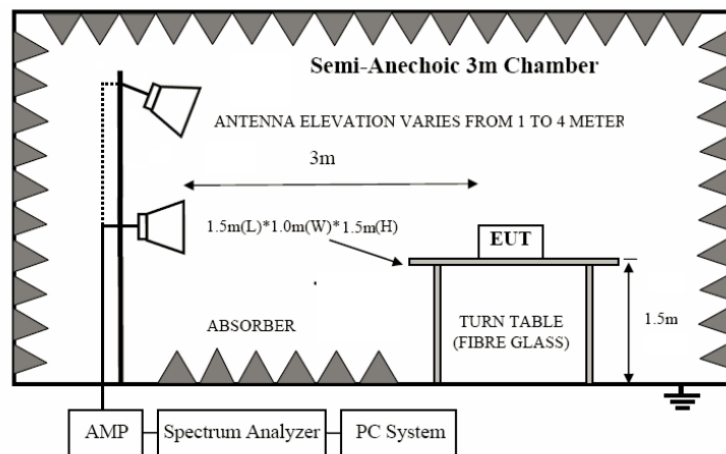 Semi-Anechoic 3m Chamber
ANTENNA ELEVATION VARIES FROM 1 TO 4 METER
3m
1.5m(L)*1.0m(W)*1.5m(H)
EUT
ABSORBER
TURN TABLE
(FIBRE GLASS)
1.5m
AMP
Spectrum Analyzer
PC System